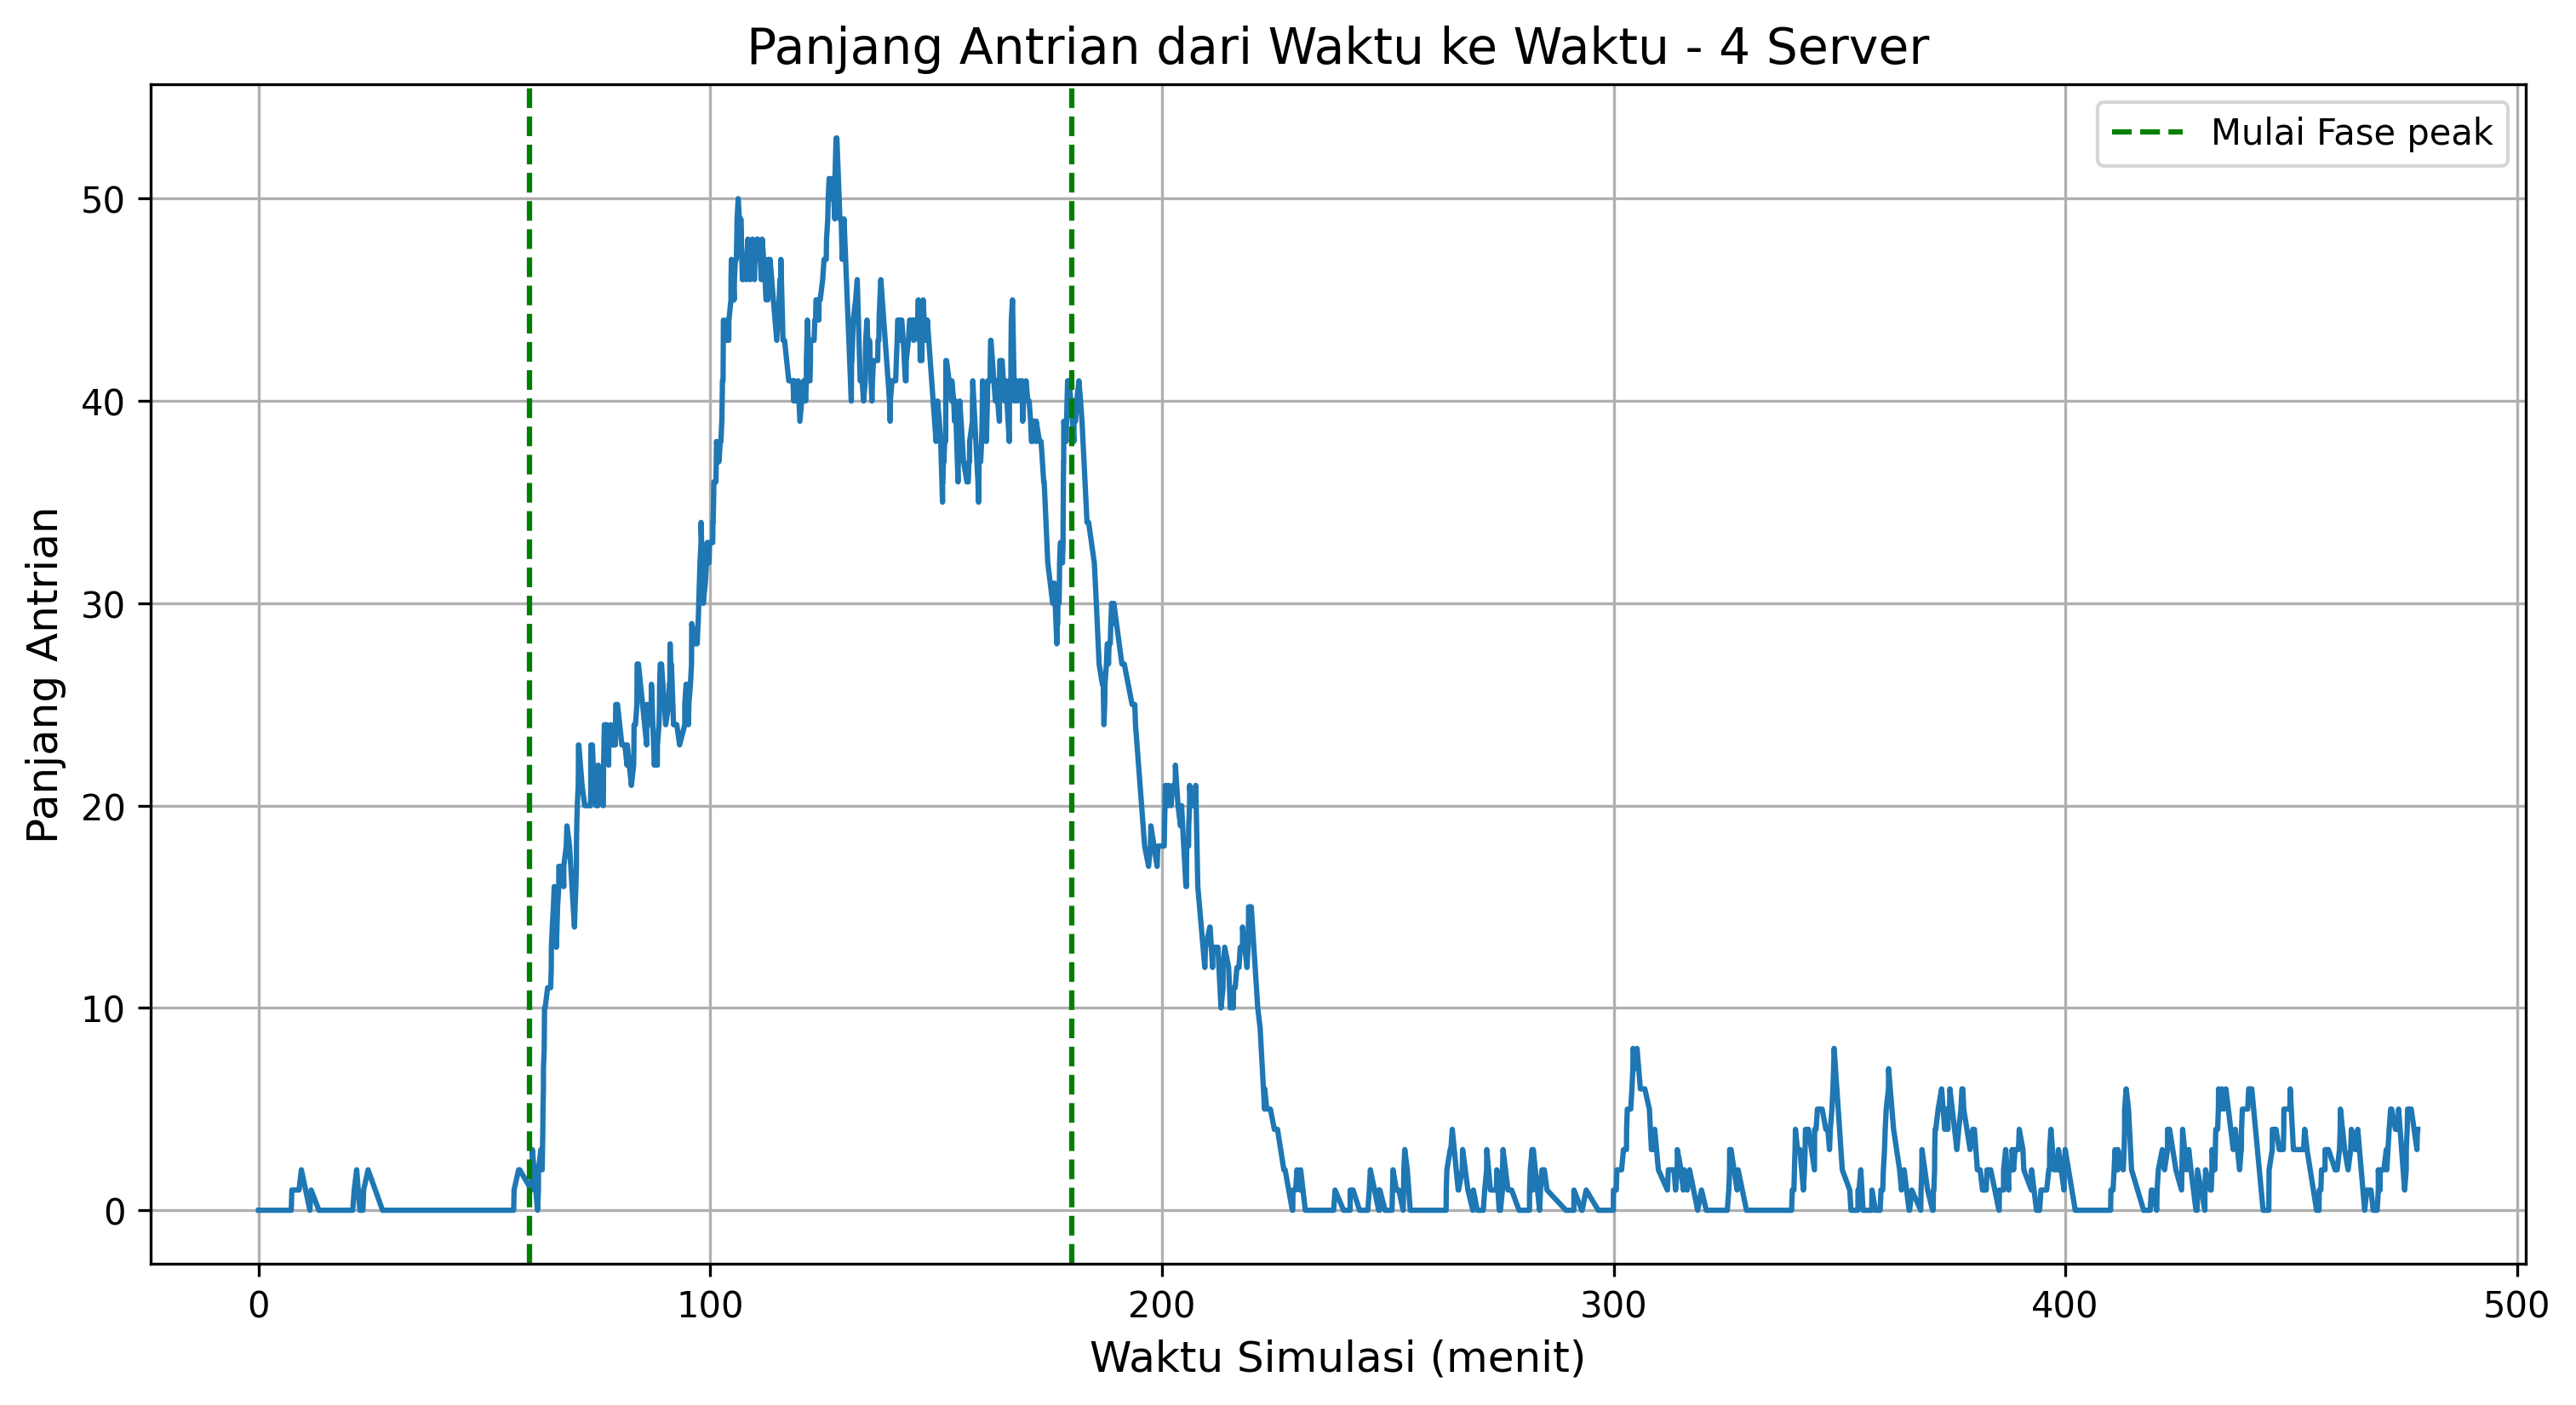 Panjang Antrian dari Waktu ke Waktu - 4 Server
Mulai Fase peak
Panjang Antrian
50
40
30
20
10
0
0 100 200 300 400 500
Waktu Simulasi (menit)